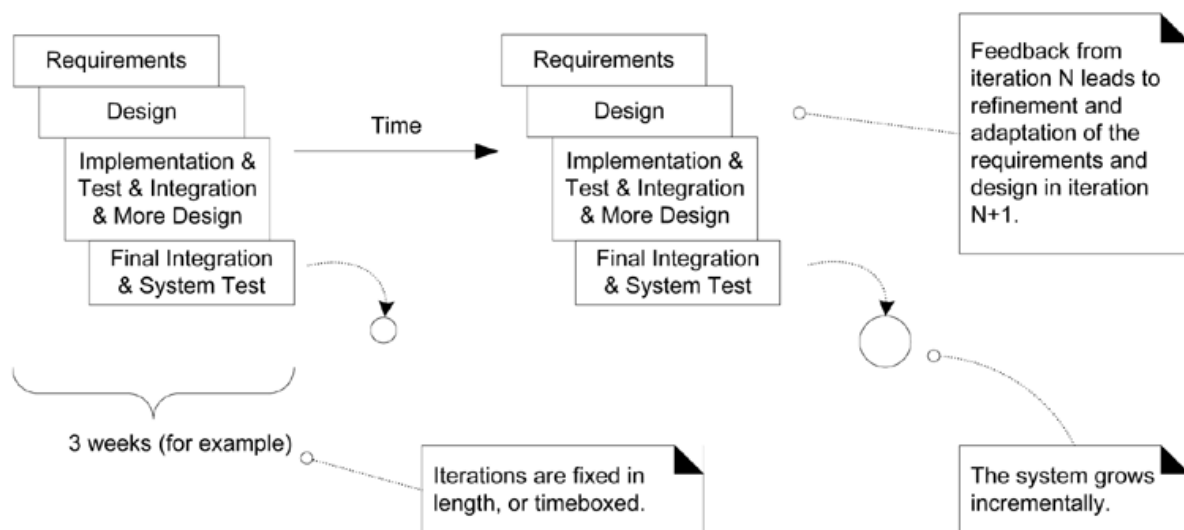 Requirements
Design
Implementation &
Test & Integration
& More Design
Final Integration
& System Test
Time
Requirements
Design
Implementation &
Test & Integration
& More Design
Final Integration
& System Test
Feedback from
iteration N leads to
refinement and
adaptation of the
requirements and
design in iteration
N+1.
3 weeks (for example)
Iterations are fixed in
length, or timeboxed.
The system grows
incrementally.